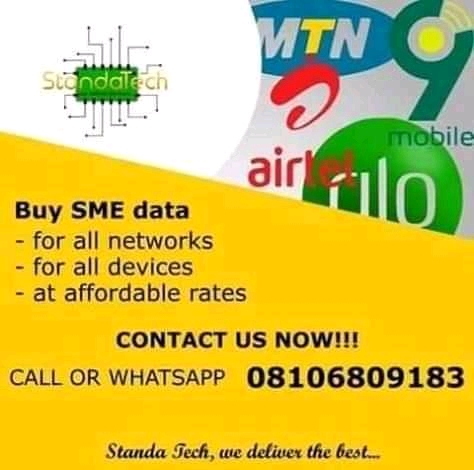 StandaTech
MTN
9
mobile
airtel
glo
Buy SME data
- for all networks
- for all devices
- at affordable rates
CONTACT US NOW!!!
CALL OR WHATSAPP 08106809183
Standa Tech, we deliver the best...